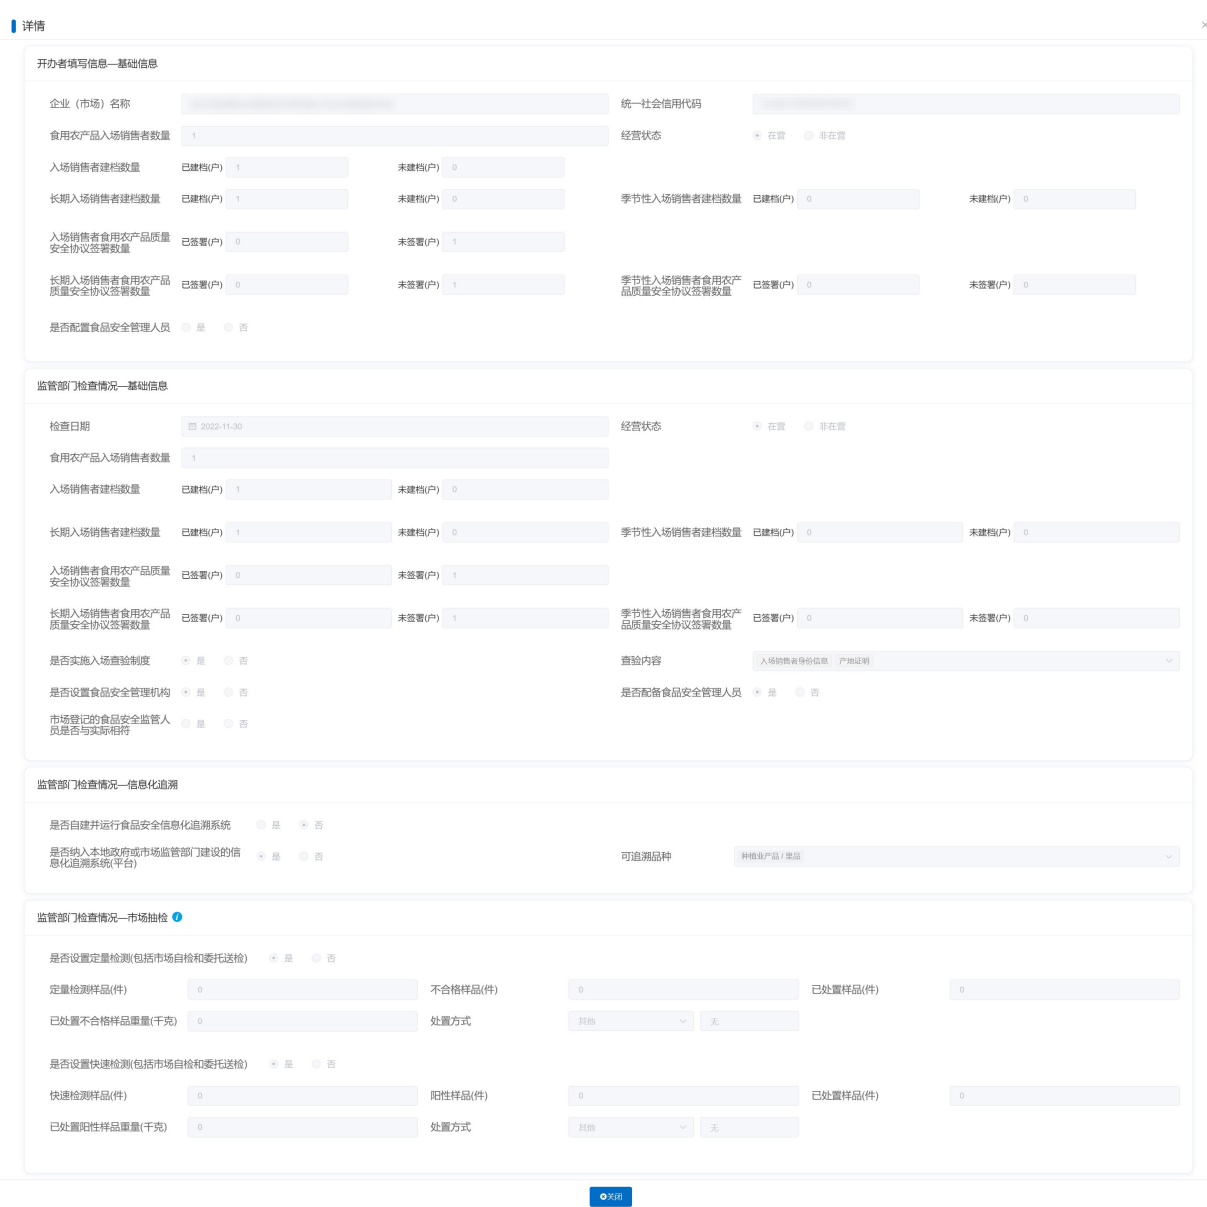 详情
开办者填写信息—基础信息
企业（市场）名称 统一社会信用代码
食用农产品入场销售者数量 1 经营状态 在营 非在营
入场销售者建档数量 已建档(户) 1 未建档(户) 0
长期入场销售者建档数量 已建档(户) 1 未建档(户) 0 季节性入场销售者建档数量 已建档(户) 0 未建档(户) 0
入场销售者食用农产品质量
安全协议签署数量 已签署(户) 0 未签署(户) 1
长期入场销售者食用农产品
质量安全协议签署数量 已签署(户) 0 未签署(户) 1 季节性入场销售者食用农产
品质量安全协议签署数量 已签署(户) 0 未签署(户) 0
是否配置食品安全管理人员 是 否
监管部门检查情况—基础信息
检查日期 2022-11-30 经营状态 在营 非在营
食用农产品入场销售者数量 1
入场销售者建档数量 已建档(户) 1 未建档(户) 0
长期入场销售者建档数量 已建档(户) 1 未建档(户) 0 季节性入场销售者建档数量 已建档(户) 0 未建档(户) 0
入场销售者食用农产品质量
安全协议签署数量 已签署(户) 0 未签署(户) 1
长期入场销售者食用农产品
质量安全协议签署数量 已签署(户) 0 未签署(户) 1 季节性入场销售者食用农产
品质量安全协议签署数量 已签署(户) 0 未签署(户) 0
是否实施入场查验制度 是 否 查验内容 入场销售者身份信息 产地证明
是否设置食品安全管理机构 是 否 是否配备食品安全管理人员 是 否
市场登记的食品安全监管人
员是否与实际相符 是 否
监管部门检查情况—信息化追溯
是否自建并运行食品安全信息化追溯系统 是 否
是否纳入本地政府或市场监管部门建设的信
息化追溯系统(平台) 是 否 可追溯品种 种植业产品 / 果品
监管部门检查情况—市场抽检
是否设置定量检测(包括市场自检和委托送检) 是 否
定量检测样品(件) 0 不合格样品(件) 0 已处置样品(件) 0
已处置不合格样品重量(千克) 0 处置方式 其他 无
是否设置快速检测(包括市场自检和委托送检) 是 否
快速检测样品(件) 0 阳性样品(件) 0 已处置样品(件) 0
已处置阳性样品重量(千克) 0 处置方式 其他 无
关闭